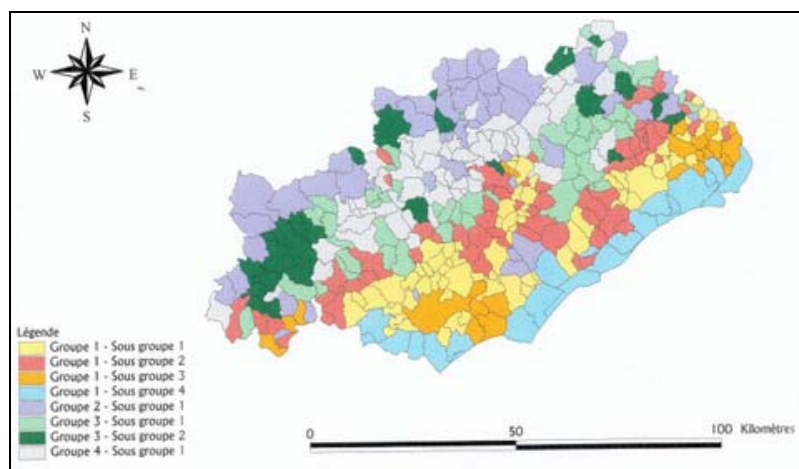 N
W E
S
Légende
Groupe 1 - Sous groupe 1
Groupe 1 - Sous groupe 2
Groupe 1 - Sous groupe 3
Groupe 1 - Sous groupe 4
Groupe 2 - Sous groupe 1
Groupe 3 - Sous groupe 1
Groupe 3 - Sous groupe 2
Groupe 4 - Sous groupe 1
0 50 100 Kilomètres